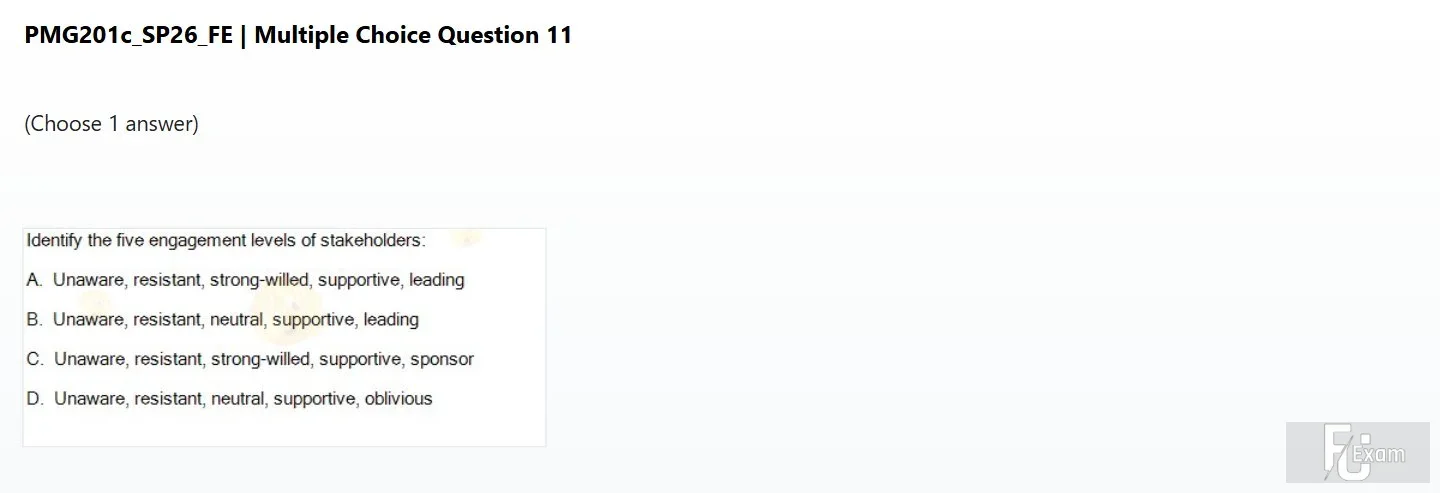 PMG201c_SP26_FE | Multiple Choice Question 11
(Choose 1 answer)
Identify the five engagement levels of stakeholders:
A. Unaware, resistant, strong-willed, supportive, leading
B. Unaware, resistant, neutral, supportive, leading
C. Unaware, resistant, strong-willed, supportive, sponsor
D. Unaware, resistant, neutral, supportive, oblivious
FU Exam